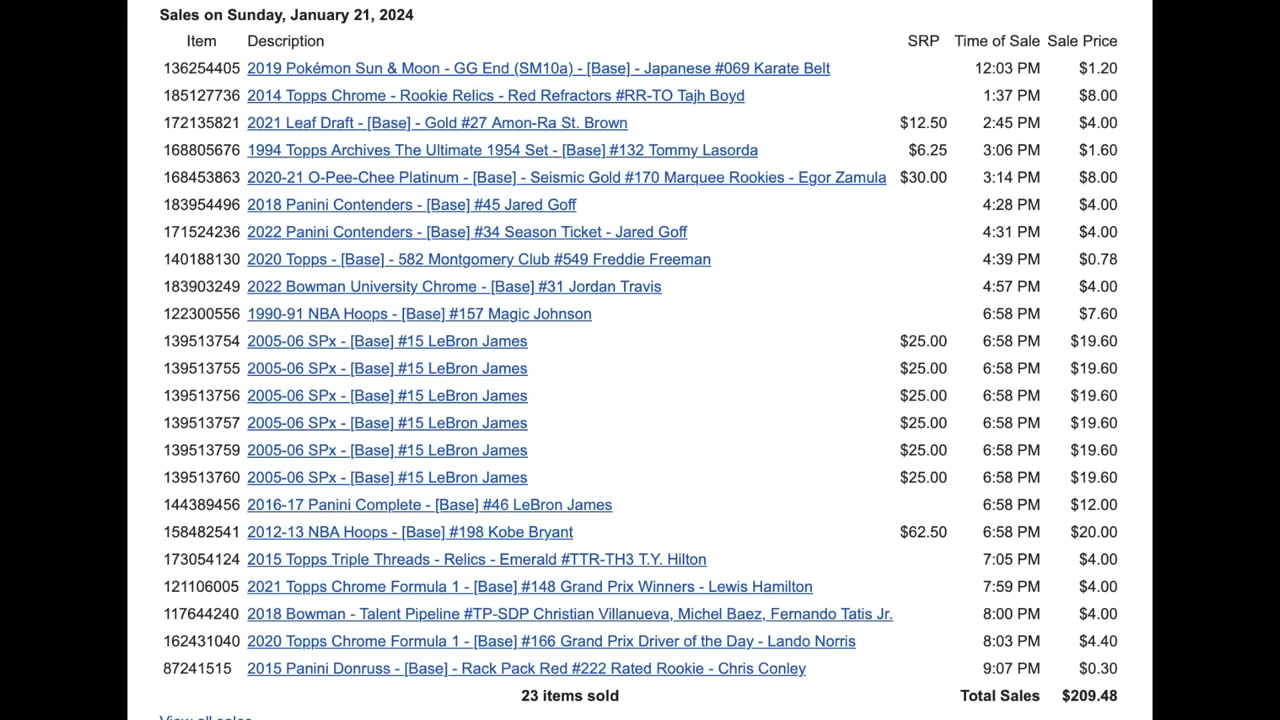 Sales on Sunday, January 21, 2024
Item Description SRP Time of Sale Sale Price
136254405 2019 Pokémon Sun & Moon - GG End (SM10a) - [Base] - Japanese #069 Karate Belt 12:03 PM $1.20
185127736 2014 Topps Chrome - Rookie Relics - Red Refractors #RR-TO Tajh Boyd 1:37 PM $8.00
172135821 2021 Leaf Draft - [Base] - Gold #27 Amon-Ra St. Brown $12.50 2:45 PM $4.00
168805676 1994 Topps Archives The Ultimate 1954 Set - [Base] #132 Tommy Lasorda $6.25 3:06 PM $1.60
168453863 2020-21 O-Pee-Chee Platinum - [Base] - Seismic Gold #170 Marquee Rookies - Egor Zamula $30.00 3:14 PM $8.00
183954496 2018 Panini Contenders - [Base] #45 Jared Goff 4:28 PM $4.00
171524236 2022 Panini Contenders - [Base] #34 Season Ticket - Jared Goff 4:31 PM $4.00
140188130 2020 Topps - [Base] - 582 Montgomery Club #549 Freddie Freeman 4:39 PM $0.78
183903249 2022 Bowman University Chrome - [Base] #31 Jordan Travis 4:57 PM $4.00
122300556 1990-91 NBA Hoops - [Base] #157 Magic Johnson 6:58 PM $7.60
139513754 2005-06 SPx - [Base] #15 LeBron James $25.00 6:58 PM $19.60
139513755 2005-06 SPx - [Base] #15 LeBron James $25.00 6:58 PM $19.60
139513756 2005-06 SPx - [Base] #15 LeBron James $25.00 6:58 PM $19.60
139513757 2005-06 SPx - [Base] #15 LeBron James $25.00 6:58 PM $19.60
139513759 2005-06 SPx - [Base] #15 LeBron James $25.00 6:58 PM $19.60
139513760 2005-06 SPx - [Base] #15 LeBron James $25.00 6:58 PM $19.60
144389456 2016-17 Panini Complete - [Base] #46 LeBron James 6:58 PM $12.00
158482541 2012-13 NBA Hoops - [Base] #198 Kobe Bryant $62.50 6:58 PM $20.00
173054124 2015 Topps Triple Threads - Relics - Emerald #TTR-TH3 T.Y. Hilton 7:05 PM $4.00
121106005 2021 Topps Chrome Formula 1 - [Base] #148 Grand Prix Winners - Lewis Hamilton 7:59 PM $4.00
117644240 2018 Bowman - Talent Pipeline #TP-SDP Christian Villanueva, Michel Baez, Fernando Tatis Jr. 8:00 PM $4.00
162431040 2020 Topps Chrome Formula 1 - [Base] #166 Grand Prix Driver of the Day - Lando Norris 8:03 PM $4.40
87241515 2015 Panini Donruss - [Base] - Rack Pack Red #222 Rated Rookie - Chris Conley 9:07 PM $0.30
23 items sold Total Sales $209.48
View all sales